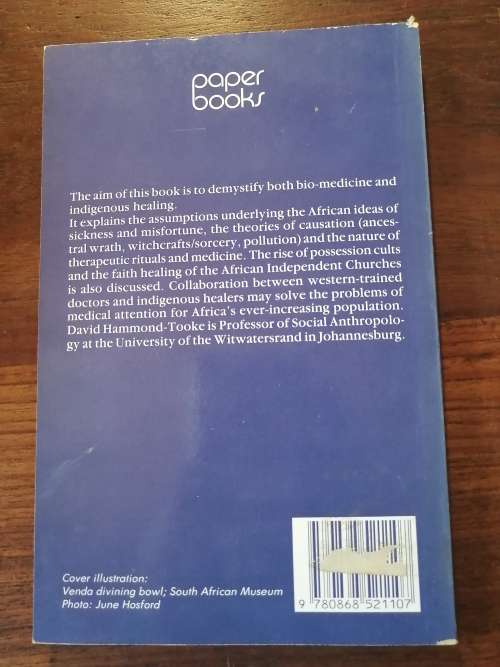 paper
books
The aim of this book is to demystify both bio-medicine and
indigenous healing.
It explains the assumptions underlying the African ideas of
sickness and misfortune, the theories of causation (ances-
tral wrath, witchcrafts/sorcery, pollution) and the nature of
therapeutic rituals and medicine. The rise of possession cults
and the faith healing of the African Independent Churches
is also discussed. Collaboration between western-trained
doctors and indigenous healers may solve the problems of
medical attention for Africa's ever-increasing population.
David Hammond-Tooke is Professor of Social Anthropolo-
gy at the University of the Witwatersrand in Johannesburg.
Cover illustration:
Venda divining bowl; South African Museum
Photo: June Hosford
9 780868 521107